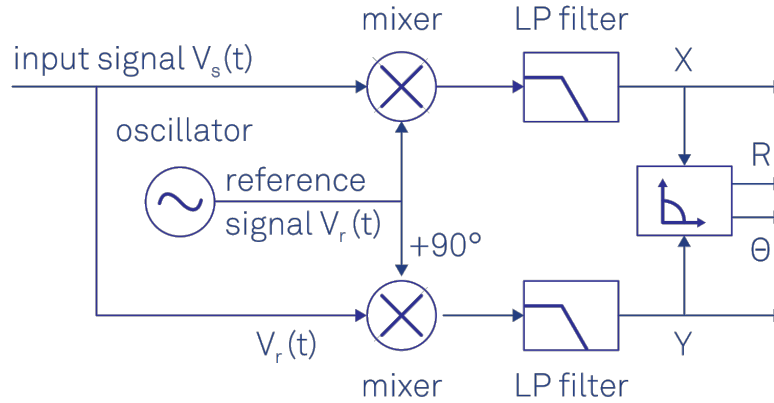 mixer
LP filter
input signal Vₛ(t)
X
oscillator
reference
signal Vᵣ(t)
R
+90°
Θ
Vᵣ(t)
Y
mixer
LP filter